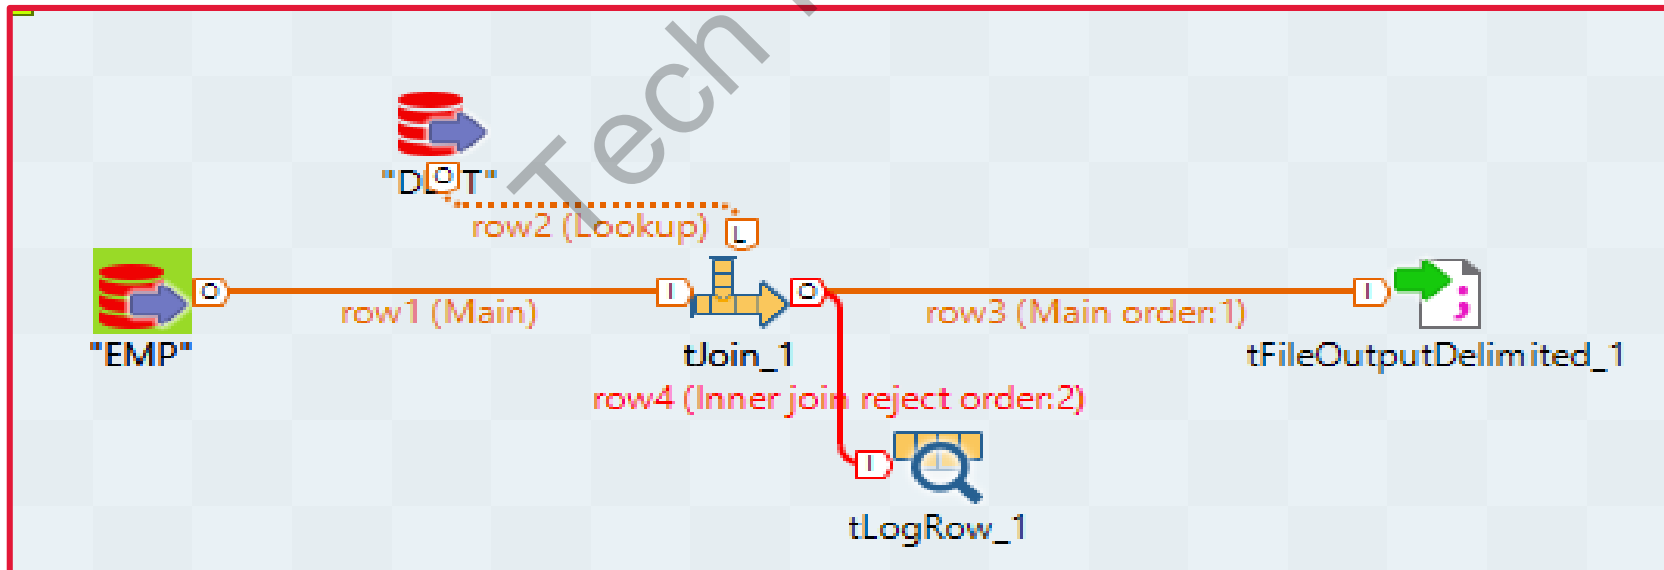 Tech
"D T"
O
row2 (Lookup)
L
O
row1 (Main)
I
O
row3 (Main order:1)
I
;
"EMP"
tJoin_1
tFileOutputDelimited_1
row4 (Inner join reject order:2)
I
tLogRow_1